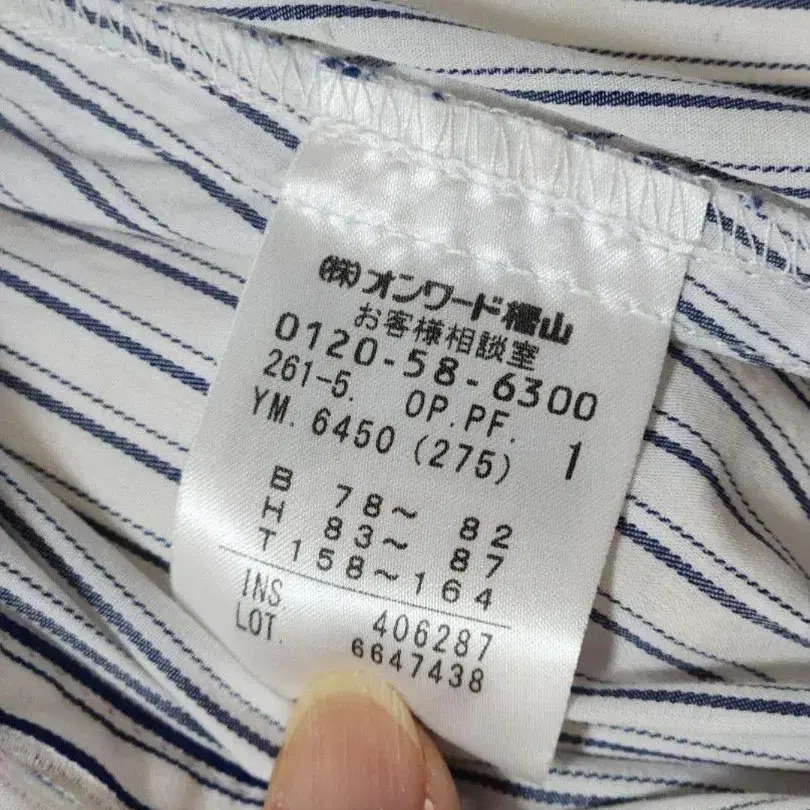 ㈱オンワード樫山
お客様相談室
0120-58-6300
261-5. OP.PF.
YM. 6450 (275) 1
B 78～ 82
H 83～ 87
T 158～164
INS. 406287
LOT. 6647438